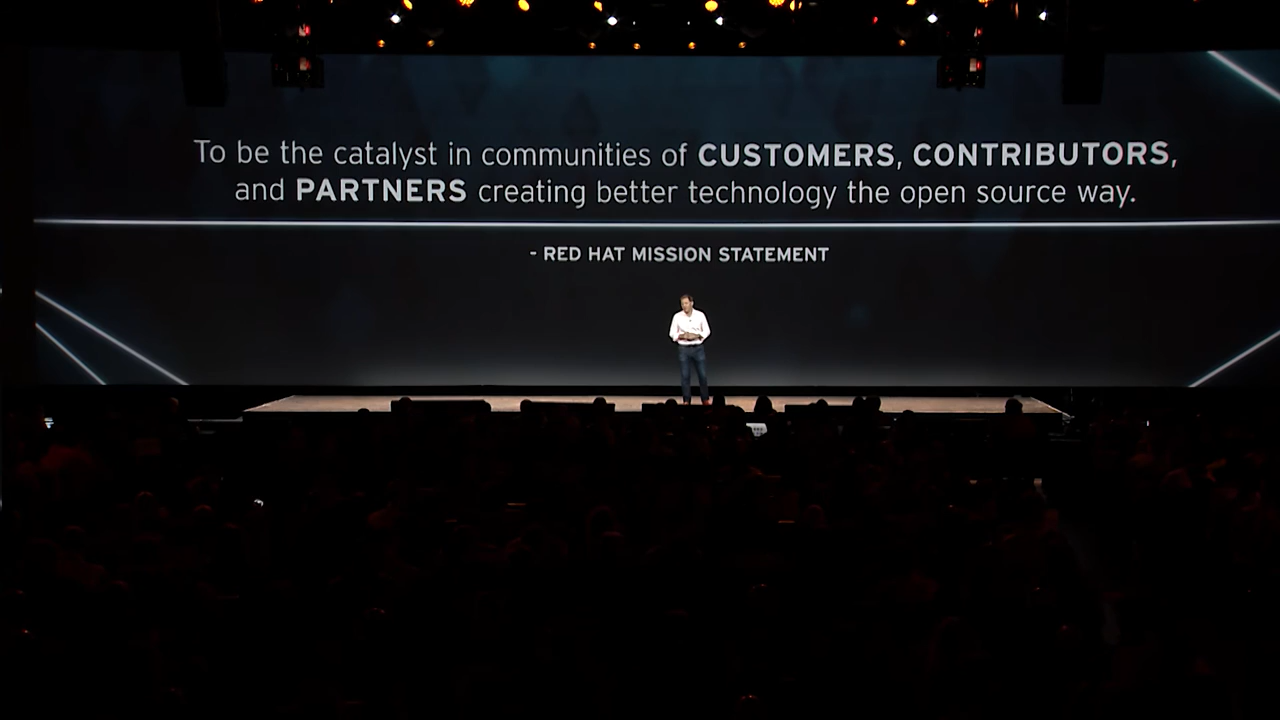 To be the catalyst in communities of CUSTOMERS, CONTRIBUTORS,
and PARTNERS creating better technology the open source way.
- RED HAT MISSION STATEMENT